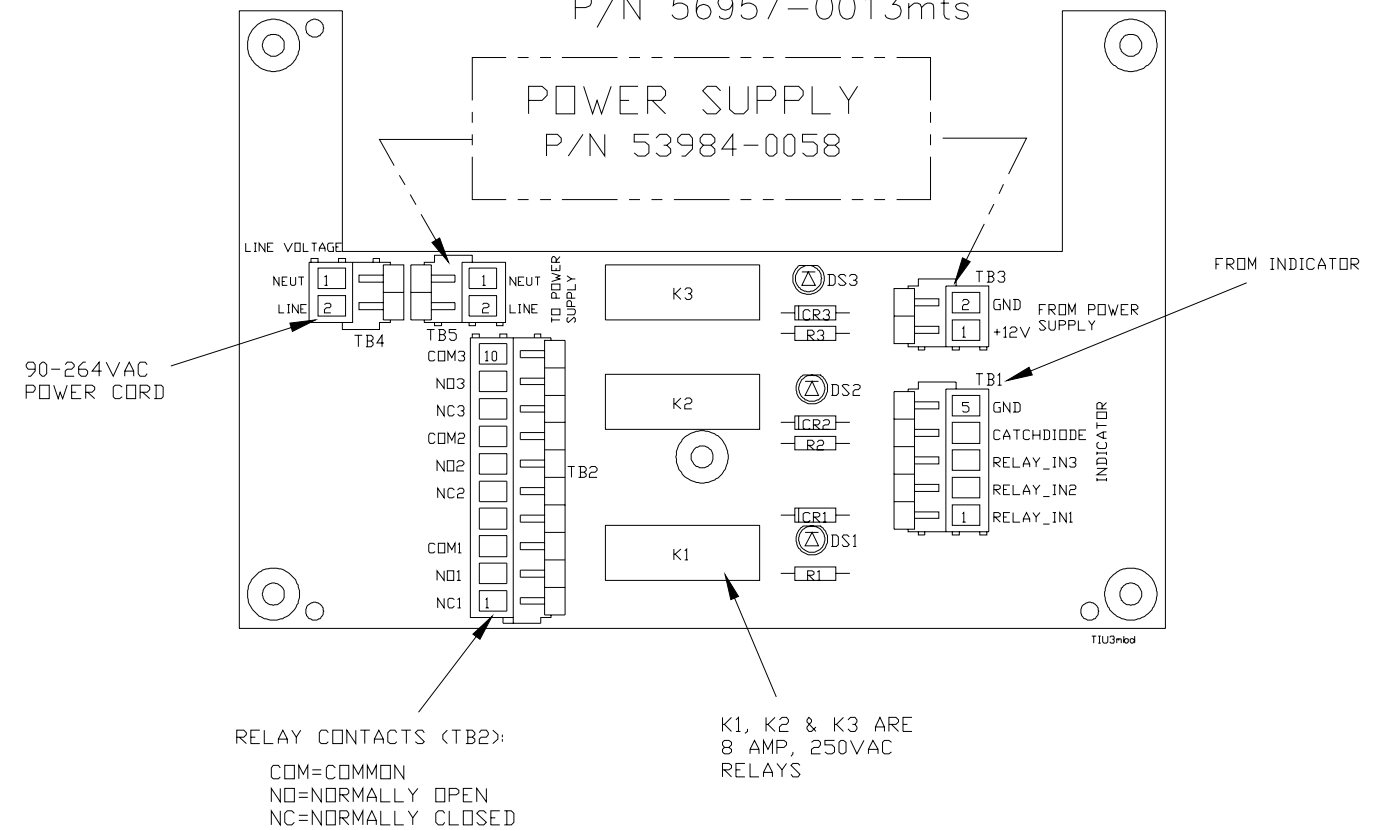 P/N 56957-0013mts
POWER SUPPLY
P/N 53984-0058
LINE VOLTAGE
NEUT 1
LINE 2
TB4
1 NEUT
2 LINE
TB5
TO POWER
SUPPLY
90-264VAC
POWER CORD
COM3 10
NO3
NC3
COM2
NO2
NC2
COM1
NO1
NC1 1
TB2
K3
DS3
CR3
R3
K2
DS2
CR2
R2
CR1
K1
DS1
R1
TB3
2 GND
1 +12V
FROM POWER
SUPPLY
FROM INDICATOR
TB1
5 GND
CATCHDIODE
RELAY_IN3
RELAY_IN2
1 RELAY_IN1
INDICATOR
TIU3mbd
RELAY CONTACTS (TB2):
COM=COMMON
NO=NORMALLY OPEN
NC=NORMALLY CLOSED
K1, K2 & K3 ARE
8 AMP, 250VAC
RELAYS